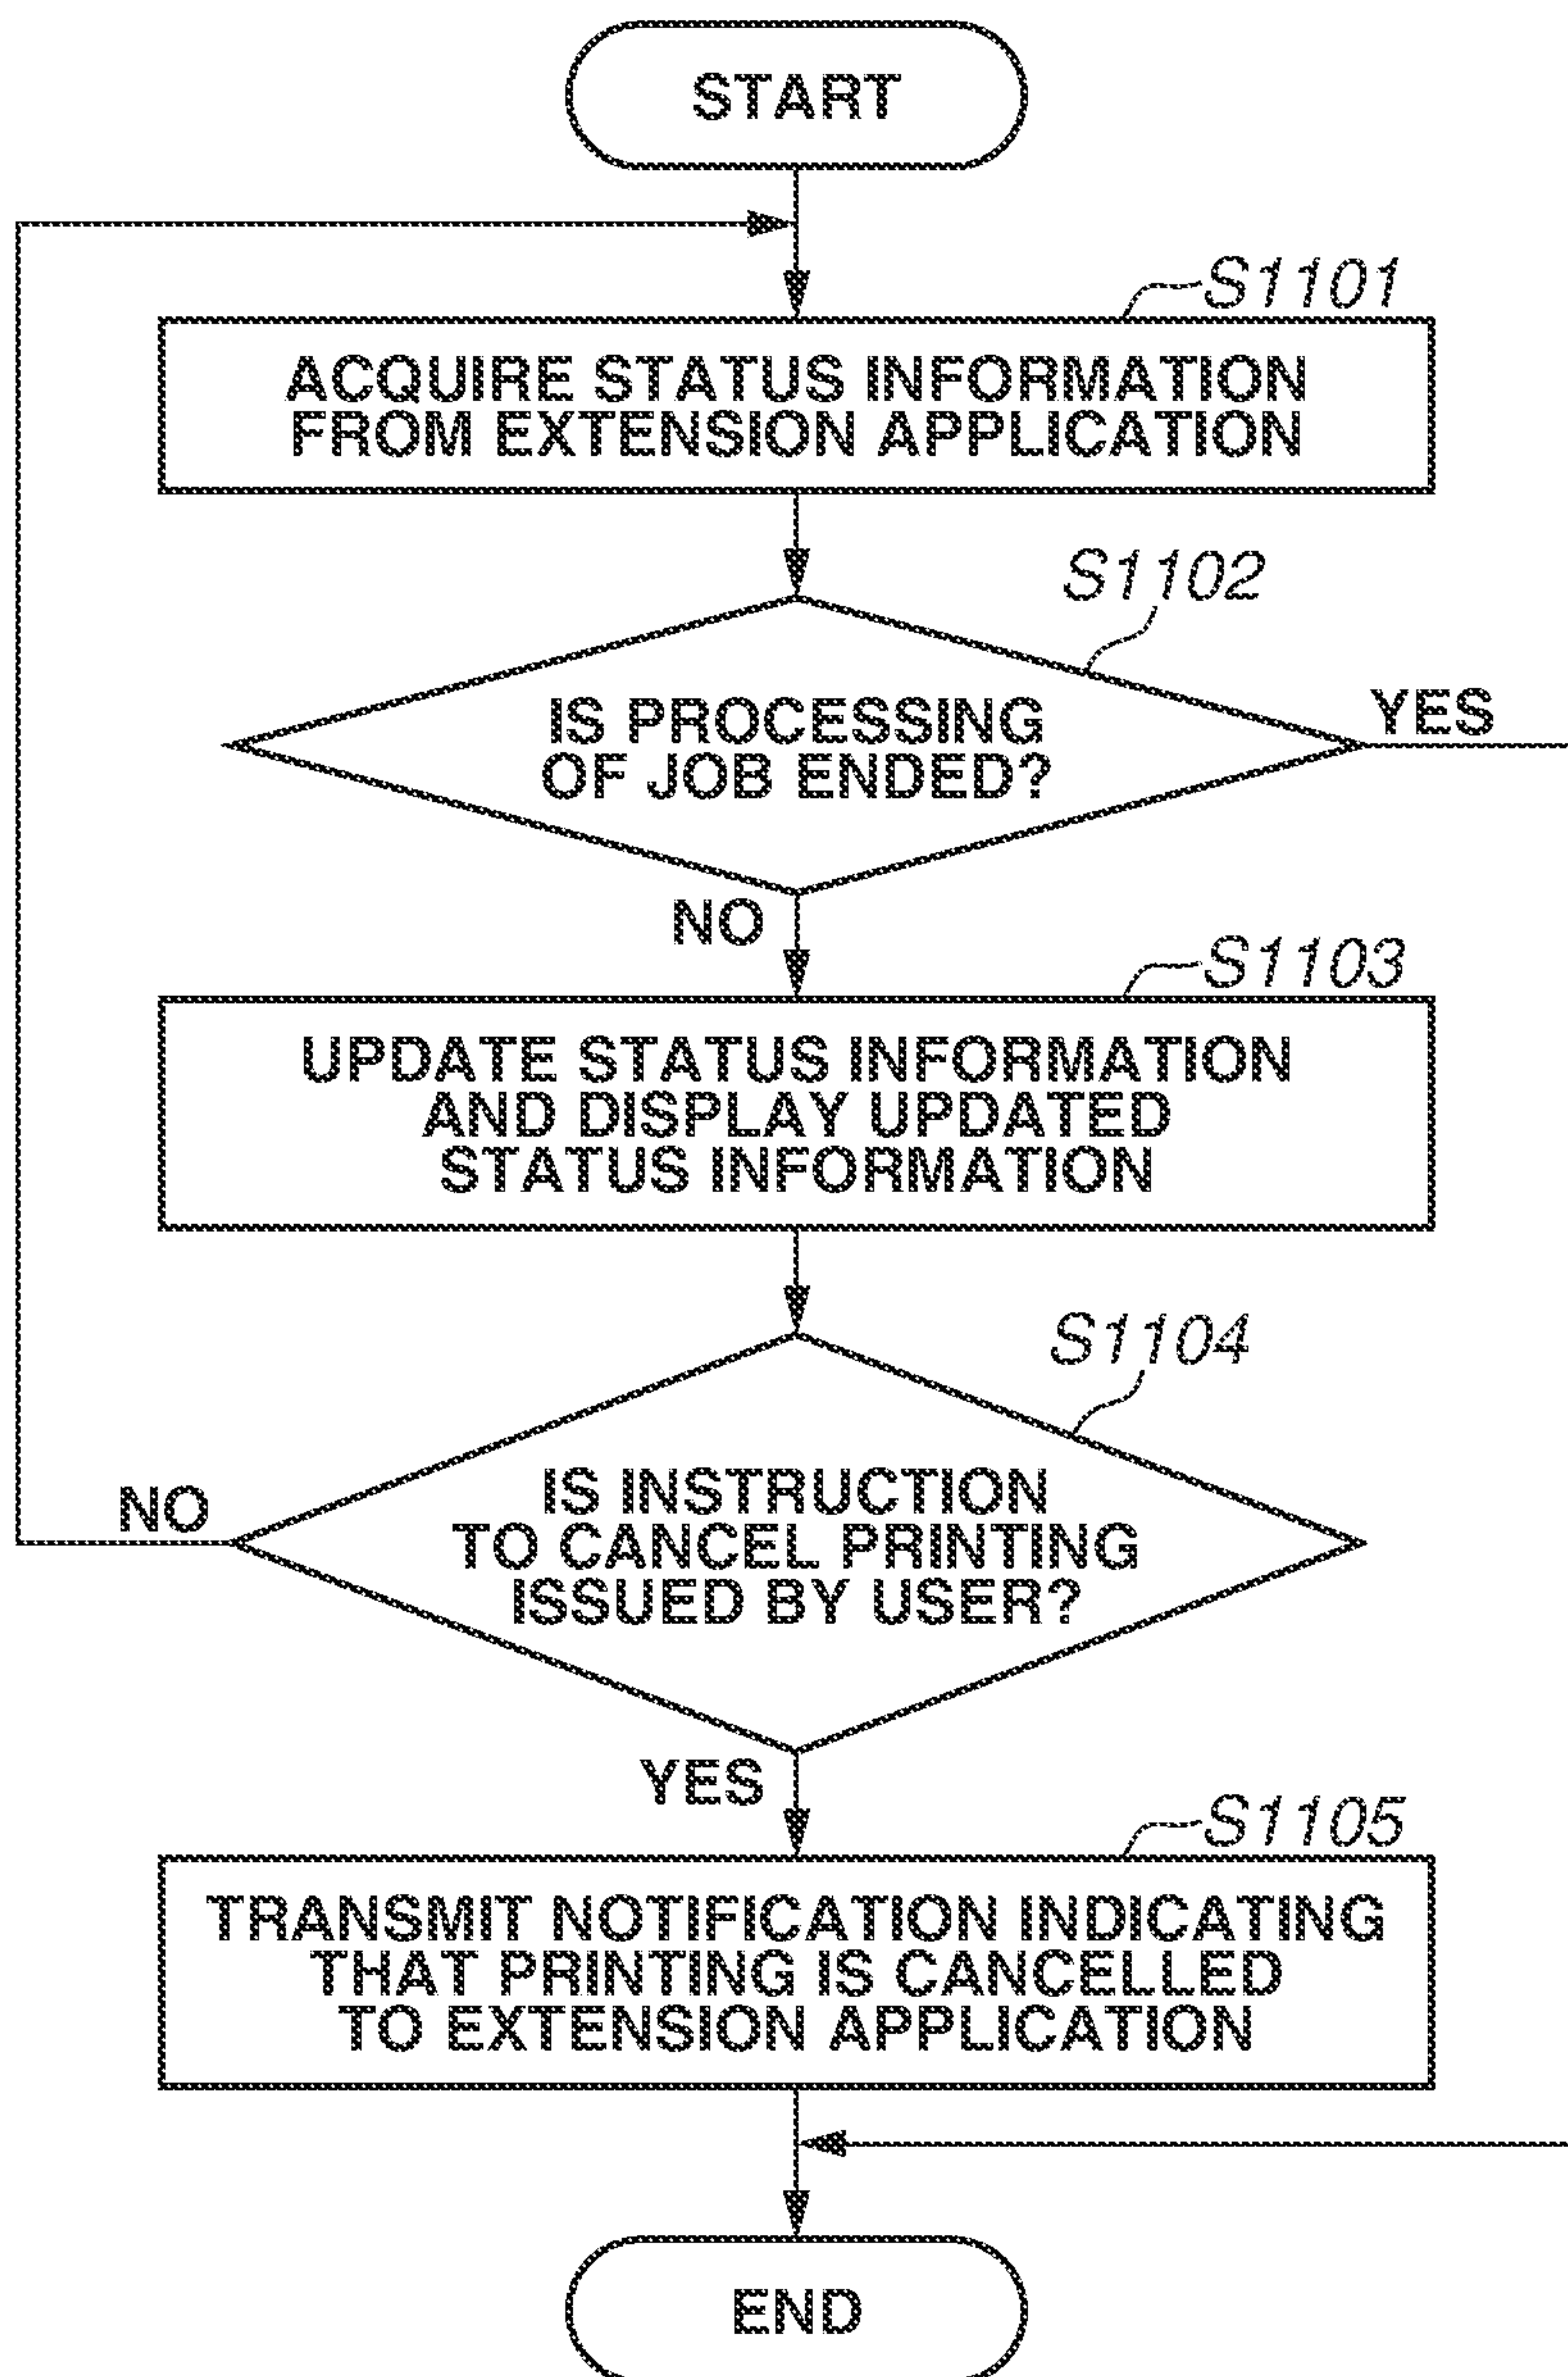 START
S1101
ACQUIRE STATUS INFORMATION
FROM EXTENSION APPLICATION
S1102
IS PROCESSING
OF JOB ENDED?
YES
NO
S1103
UPDATE STATUS INFORMATION
AND DISPLAY UPDATED
STATUS INFORMATION
S1104
IS INSTRUCTION
TO CANCEL PRINTING
ISSUED BY USER?
NO
YES
S1105
TRANSMIT NOTIFICATION INDICATING
THAT PRINTING IS CANCELLED
TO EXTENSION APPLICATION
END